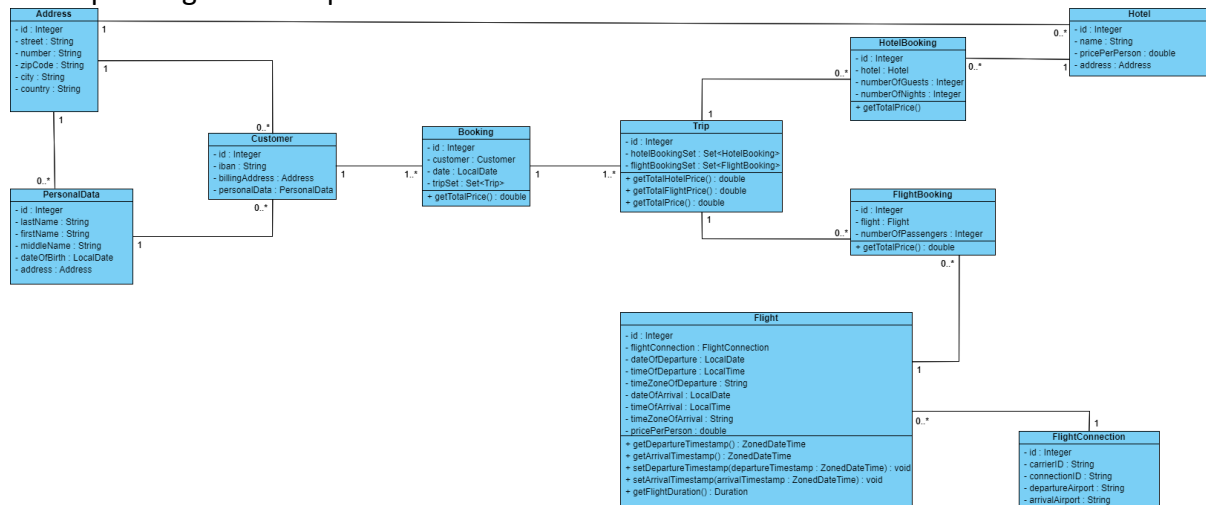 Address
- id : Integer
- street : String
- number : String
- zipCode : String
- city : String
- country : String
1
0..*
Hotel
- id : Integer
- name : String
- pricePerPerson : double
- address : Address
HotelBooking
- id : Integer
- hotel : Hotel
- numberOfGuests : Integer
- numberOfNights : Integer
+ getTotalPrice()
0..*
1
0..*
1
1
0..*
1
0..*
Customer
- id : Integer
- iban : String
- billingAddress : Address
- personalData : PersonalData
1
1..*
0..*
1
Booking
- id : Integer
- customer : Customer
- date : LocalDate
- tripSet : Set<Trip>
+ getTotalPrice() : double
1
1..*
Trip
- id : Integer
- hotelBookingSet : Set<HotelBooking>
- flightBookingSet : Set<FlightBooking>
+ getTotalHotelPrice() : double
+ getTotalFlightPrice() : double
+ getTotalPrice() : double
1
0..*
PersonalData
- id : Integer
- lastName : String
- firstName : String
- middleName : String
- dateOfBirth : LocalDate
- address : Address
FlightBooking
- id : Integer
- flight : Flight
- numberOfPassengers : Integer
+ getTotalPrice() : double
0..*
1
Flight
- id : Integer
- flightConnection : FlightConnection
- dateOfDeparture : LocalDate
- timeOfDeparture : LocalTime
- timeZoneOfDeparture : String
- dateOfArrival : LocalDate
- timeOfArrival : LocalTime
- timeZoneOfArrival : String
- pricePerPerson : double
+ getDepartureTimestamp() : ZonedDateTime
+ getArrivalTimestamp() : ZonedDateTime
+ setDepartureTimestamp(departureTimestamp : ZonedDateTime) : void
+ setArrivalTimestamp(arrivalTimestamp : ZonedDateTime) : void
+ getFlightDuration() : Duration
0..*
1
FlightConnection
- id : Integer
- carrierID : String
- connectionID : String
- departureAirport : String
- arrivalAirport : String